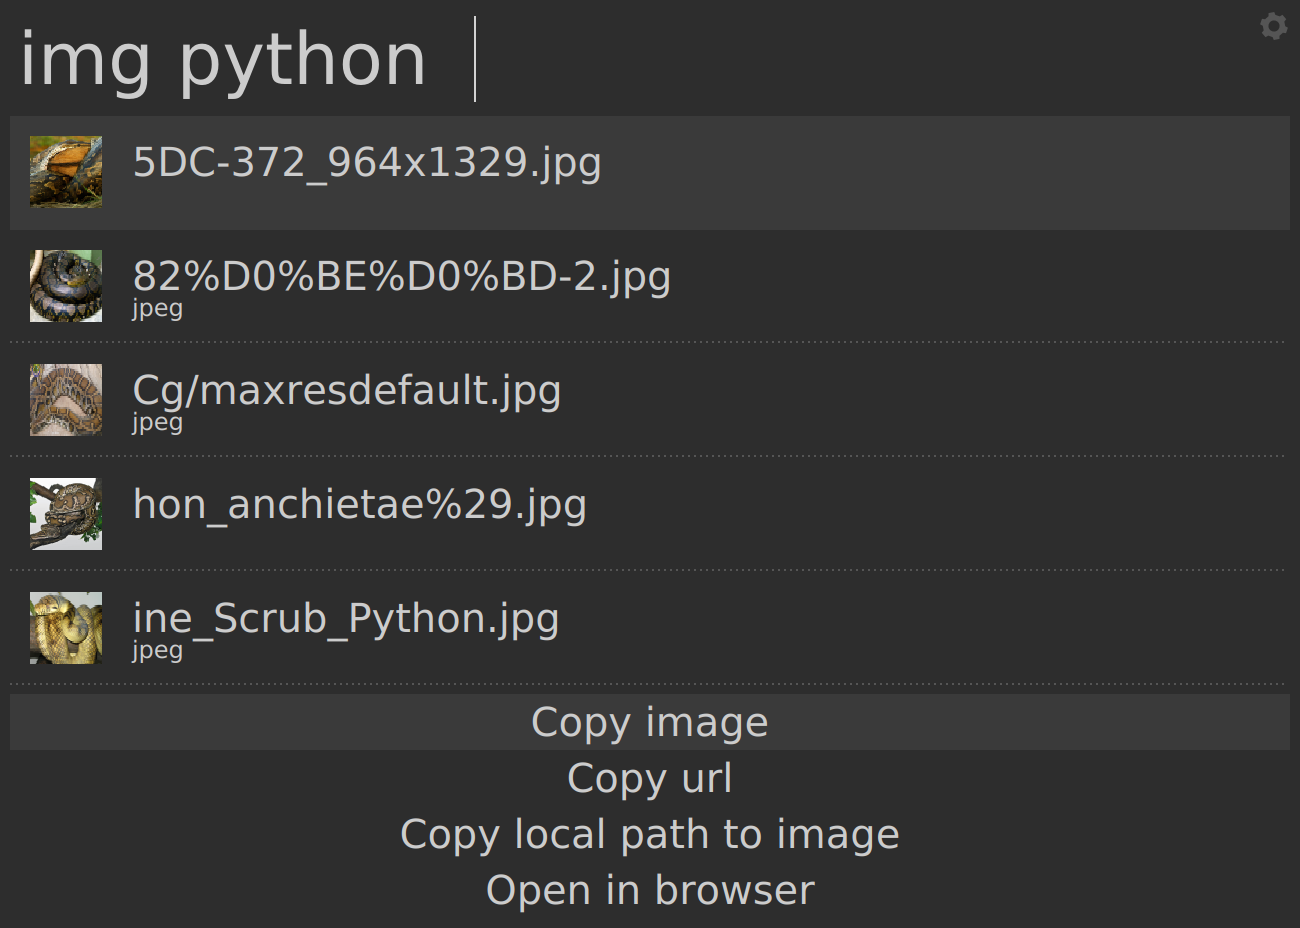 img python
5DC-372_964x1329.jpg
82%D0%BE%D0%BD-2.jpg
jpeg
Cg/maxresdefault.jpg
jpeg
hon_anchietae%29.jpg
ine_Scrub_Python.jpg
jpeg
Copy image
Copy url
Copy local path to image
Open in browser